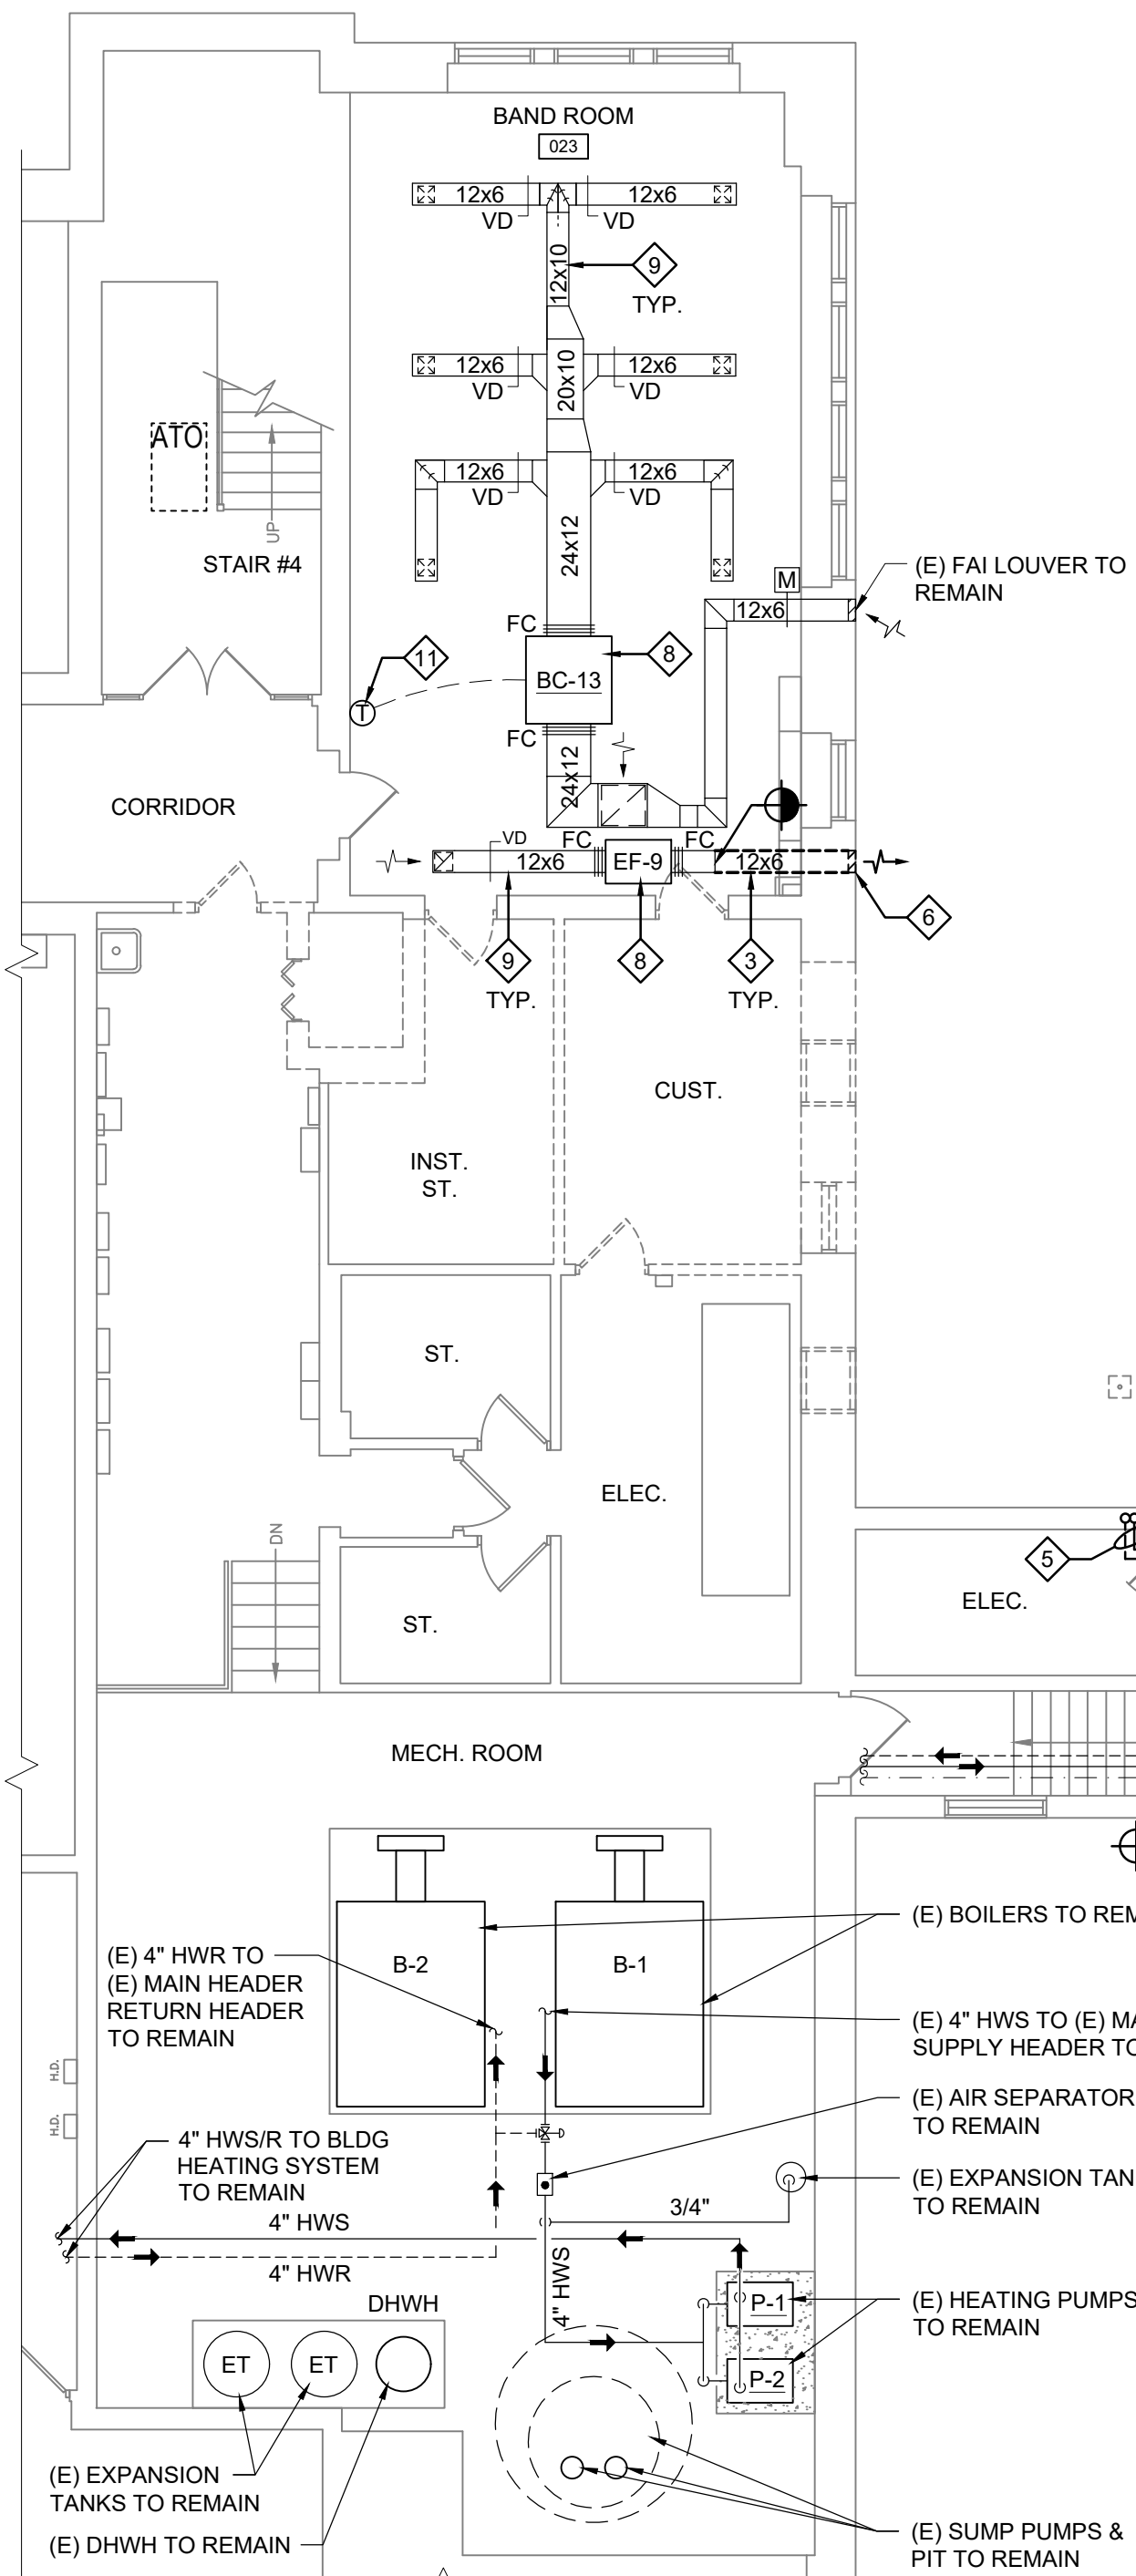 BAND ROOM
023
12x6
12x6
VD
VD
12x10
9
TYP.
12x6
12x6
VD
VD
20x10
12x6
12x6
VD
VD
24x12
ATO
UP
STAIR #4
(E) FAI LOUVER TO
REMAIN
M
12x6
FC
BC-13
8
11
T
FC
24x12
CORRIDOR
VD
FC
FC
12x6
EF-9
12x6
6
9
TYP.
8
3
TYP.
CUST.
INST.
ST.
ST.
ELEC.
DN
ST.
5
ELEC.
MECH. ROOM
(E) BOILERS TO REM
B-2
B-1
(E) 4" HWR TO
(E) MAIN HEADER
RETURN HEADER
TO REMAIN
(E) 4" HWS TO (E) MA
SUPPLY HEADER TO
H.D.
H.D.
(E) AIR SEPARATOR
TO REMAIN
4" HWS/R TO BLDG
HEATING SYSTEM
TO REMAIN
(E) EXPANSION TAN
TO REMAIN
3/4"
4" HWS
4" HWR
4" HWS
DHWH
P-1
(E) HEATING PUMPS
TO REMAIN
ET
ET
P-2
(E) EXPANSION
TANKS TO REMAIN
(E) DHWH TO REMAIN
(E) SUMP PUMPS &
PIT TO REMAIN